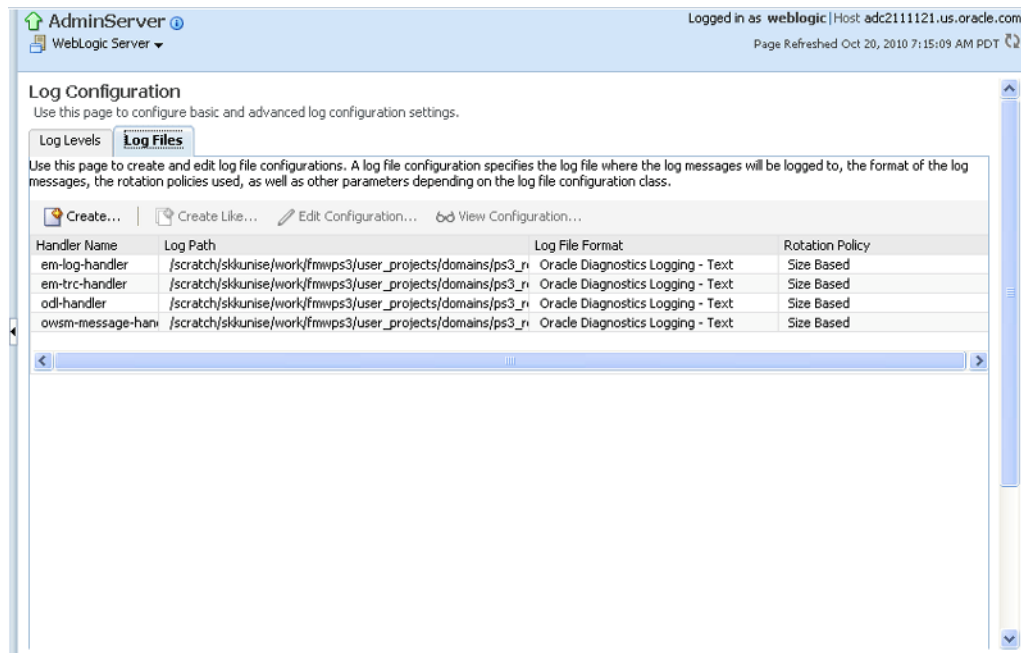 AdminServer
Logged in as weblogic|Host adc2111121.us.oracle.com
WebLogic Server
Page Refreshed Oct 20, 2010 7:15:09 AM PDT
Log Configuration
Use this page to configure basic and advanced log configuration settings.
Log Levels Log Files
Use this page to create and edit log file configurations. A log file configuration specifies the log file where the log messages will be logged to, the format of the log
messages, the rotation policies used, as well as other parameters depending on the log file configuration class.
Create... Create Like... Edit Configuration... View Configuration...
Handler Name Log Path Log File Format Rotation Policy
em-log-handler /scratch/skkunise/work/fmwps3/user_projects/domains/ps3_r Oracle Diagnostics Logging - Text Size Based
em-trc-handler /scratch/skkunise/work/fmwps3/user_projects/domains/ps3_r Oracle Diagnostics Logging - Text Size Based
odl-handler /scratch/skkunise/work/fmwps3/user_projects/domains/ps3_r Oracle Diagnostics Logging - Text Size Based
owsm-message-han /scratch/skkunise/work/fmwps3/user_projects/domains/ps3_r Oracle Diagnostics Logging - Text Size Based